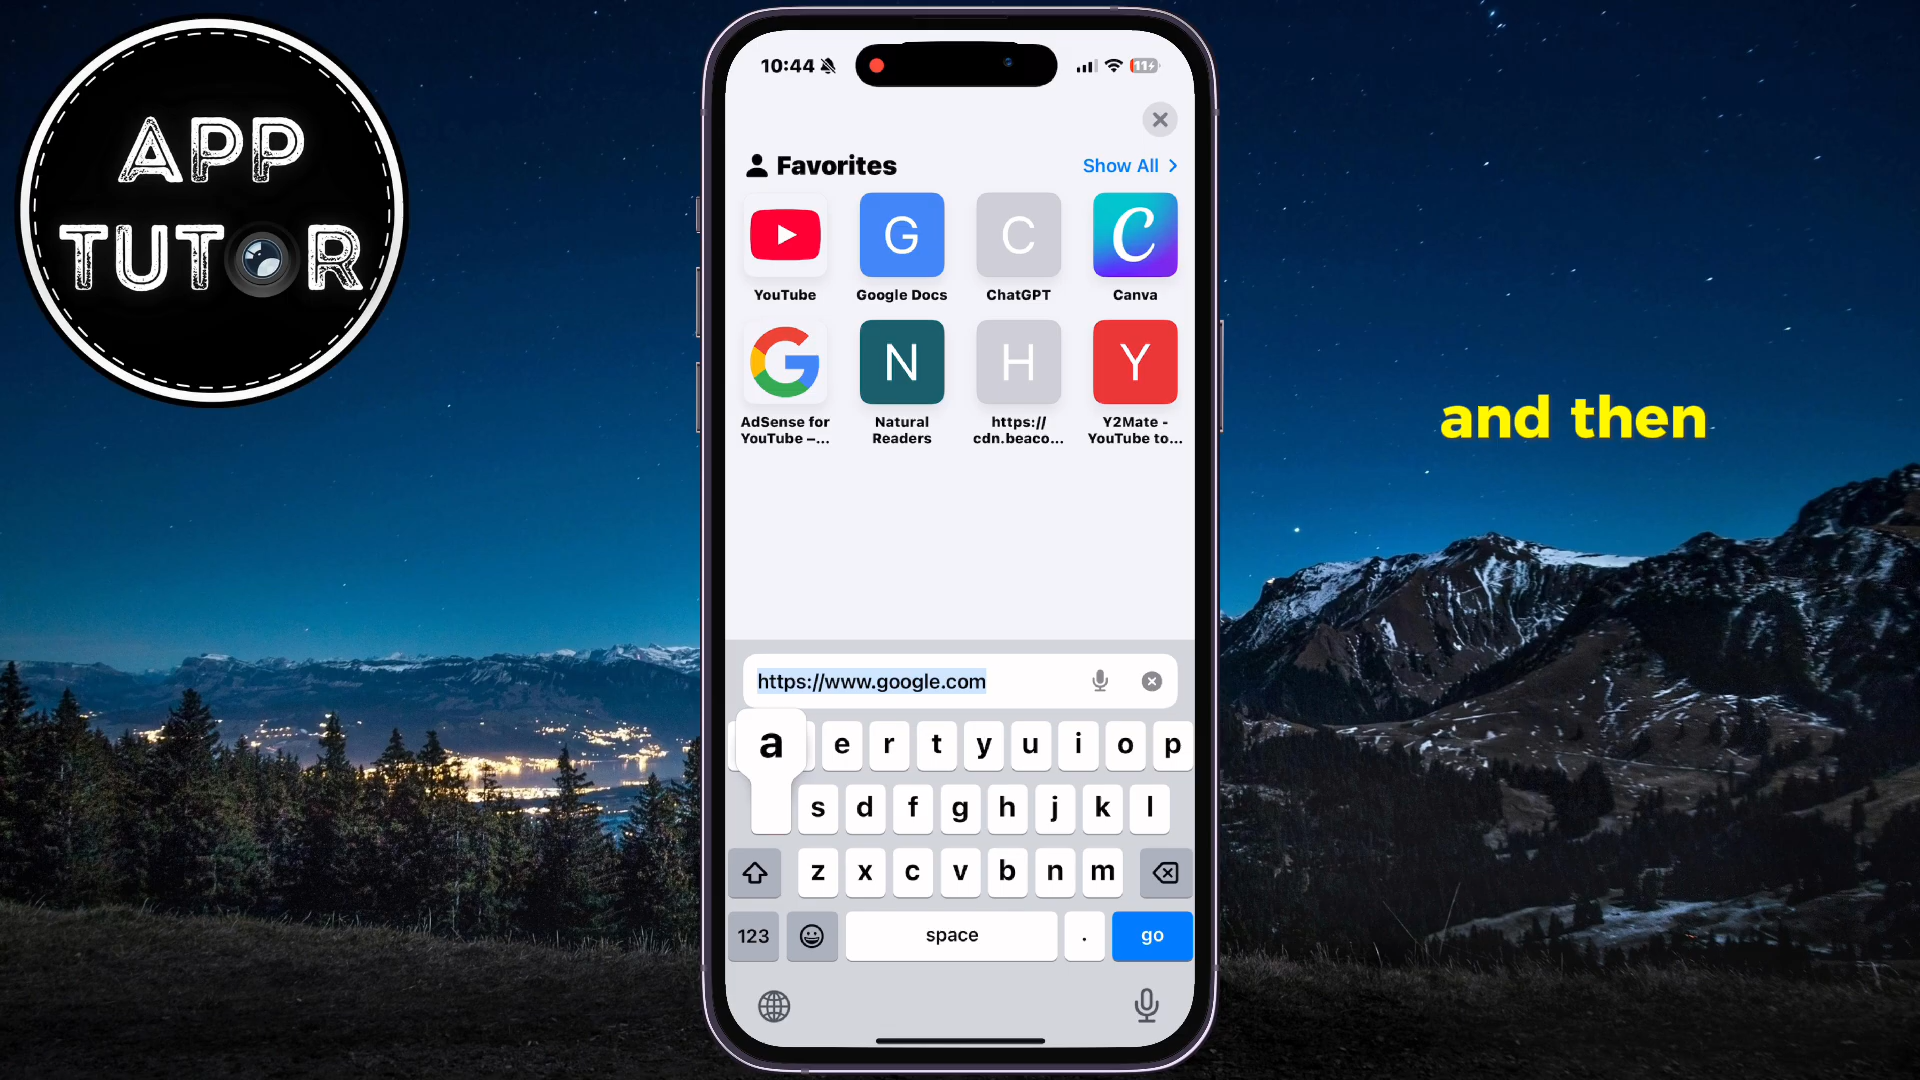 APP
TUTOR
10:44
11
Favorites
Show All
G
C
C
YouTube
Google Docs
ChatGPT
Canva
G
N
H
Y
AdSense for
YouTube –...
Natural
Readers
https://
cdn.beaco...
Y2Mate -
YouTube to...
and then
https://www.google.com
a
e r t y u i o p
s d f g h j k l
z x c v b n m
123
space
.
go